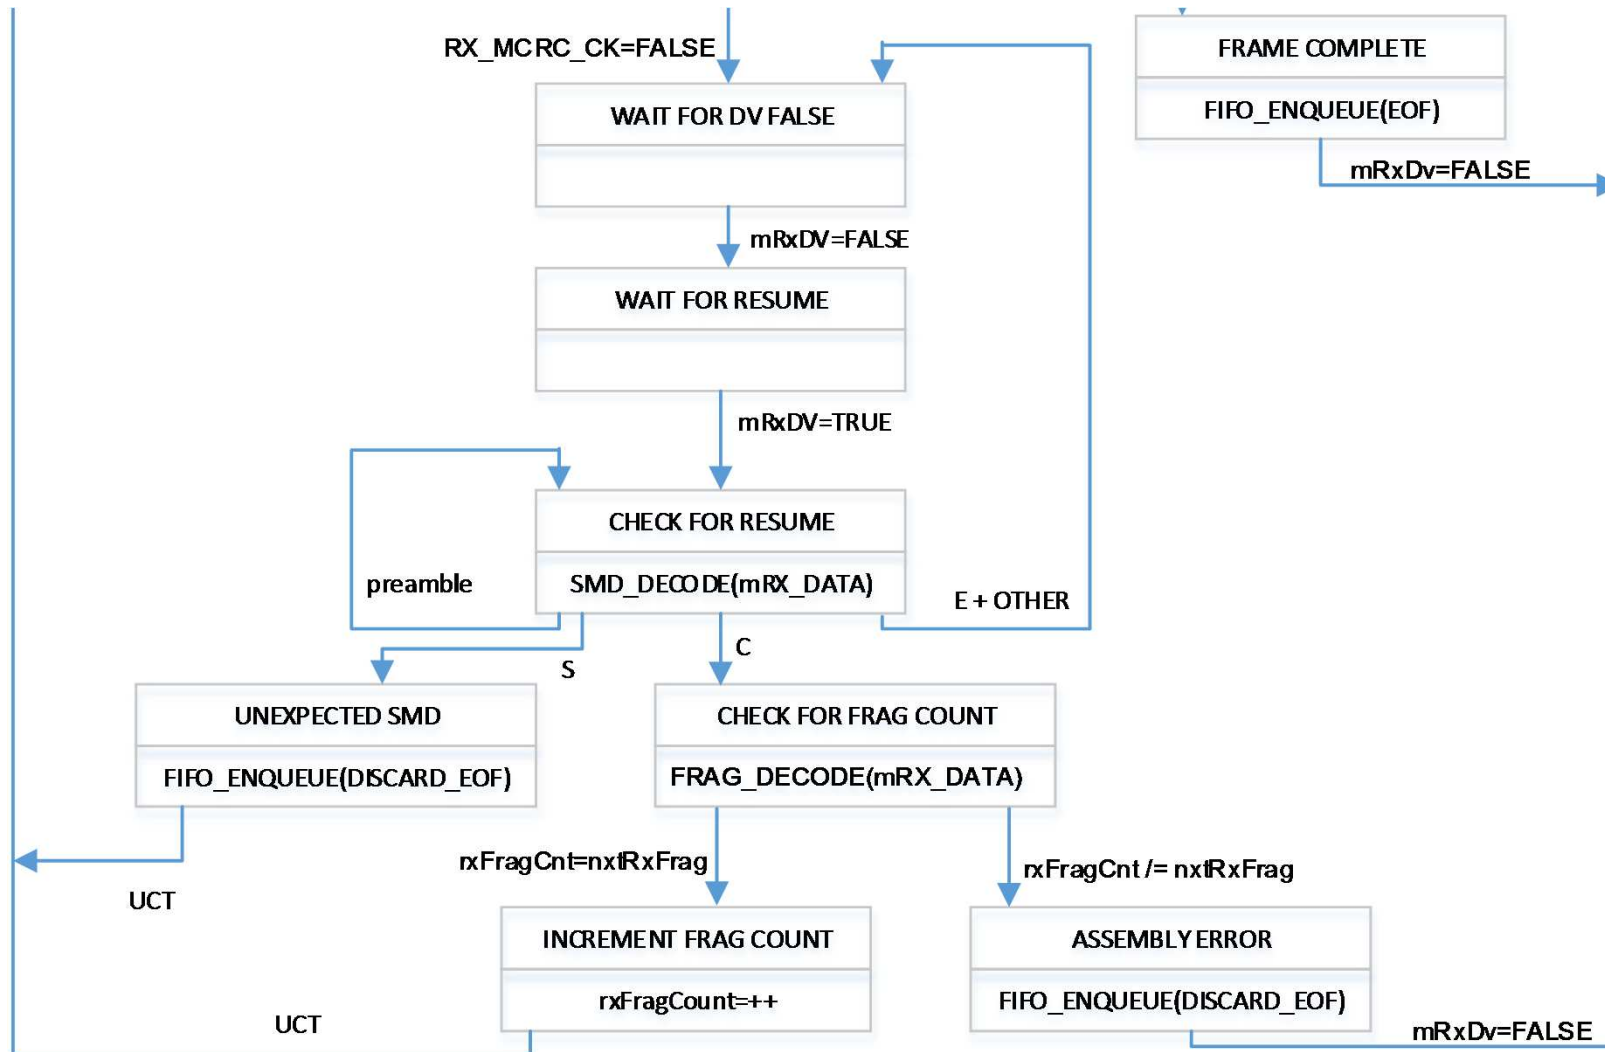 RX_MCRC_CK=FALSE
FRAME COMPLETE
FIFO_ENQUEUE(EOF)
mRxDv=FALSE
WAIT FOR DV FALSE
mRxDV=FALSE
WAIT FOR RESUME
mRxDV=TRUE
CHECK FOR RESUME
SMD_DECODE(mRX_DATA)
preamble
E + OTHER
S
C
UNEXPECTED SMD
FIFO_ENQUEUE(DISCARD_EOF)
CHECK FOR FRAG COUNT
FRAG_DECODE(mRX_DATA)
UCT
rxFragCnt=nxtRxFrag
rxFragCnt /= nxtRxFrag
INCREMENT FRAG COUNT
rxFragCount=++
ASSEMBLY ERROR
FIFO_ENQUEUE(DISCARD_EOF)
UCT
mRxDv=FALSE